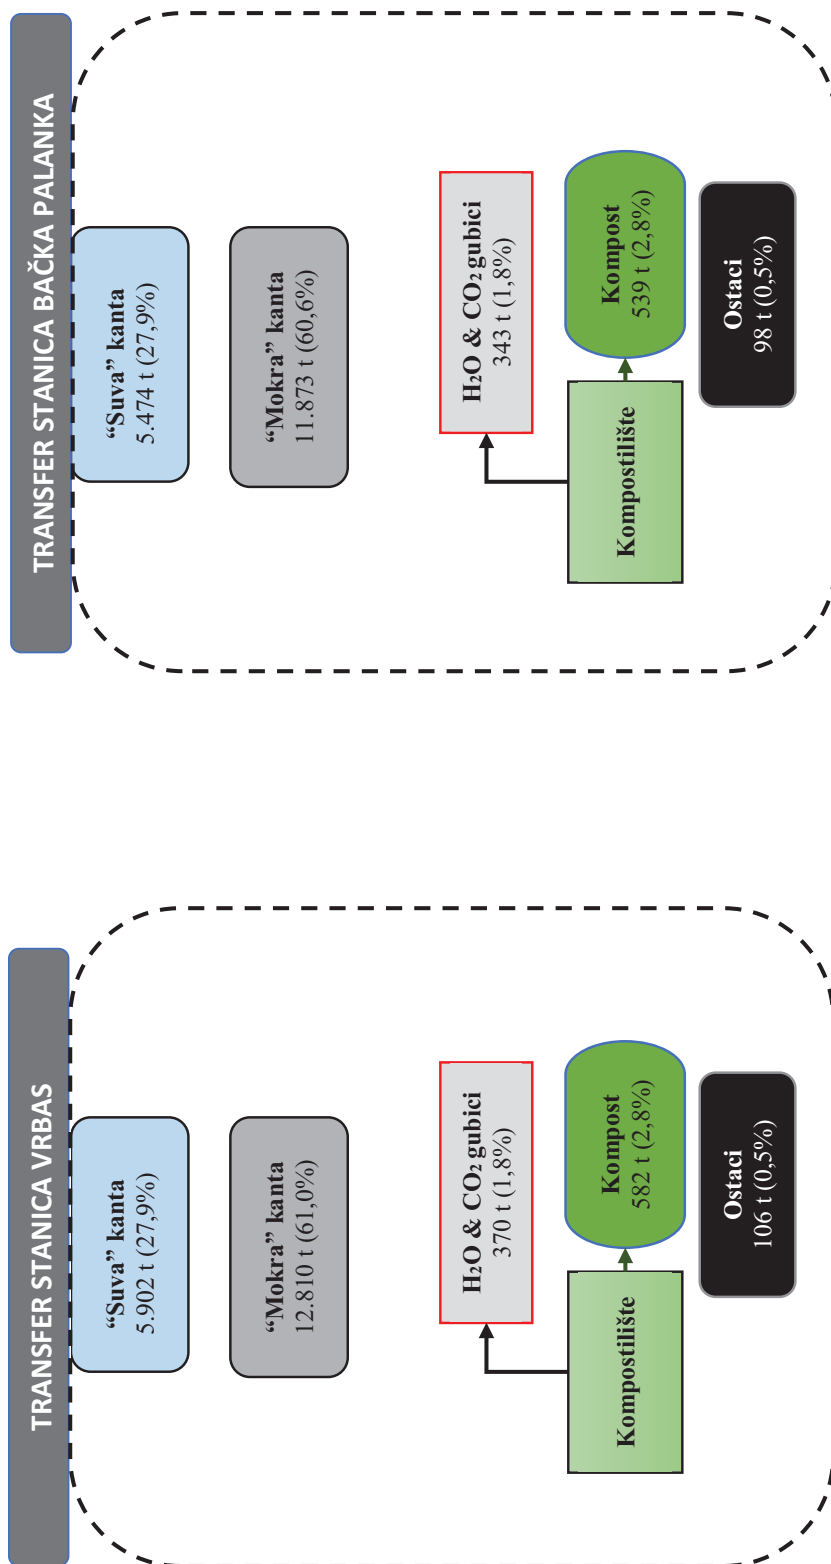 TRANSFER STANICA VRBAS
“Suva” kanta
5.902 t (27,9%)
“Mokra” kanta
12.810 t (61,0%)
H₂O & CO₂ gubici
370 t (1,8%)
Kompostilište
Kompost
582 t (2,8%)
Ostaci
106 t (0,5%)
TRANSFER STANICA BAČKA PALANKA
“Suva” kanta
5.474 t (27,9%)
“Mokra” kanta
11.873 t (60,6%)
H₂O & CO₂ gubici
343 t (1,8%)
Kompostilište
Kompost
539 t (2,8%)
Ostaci
98 t (0,5%)